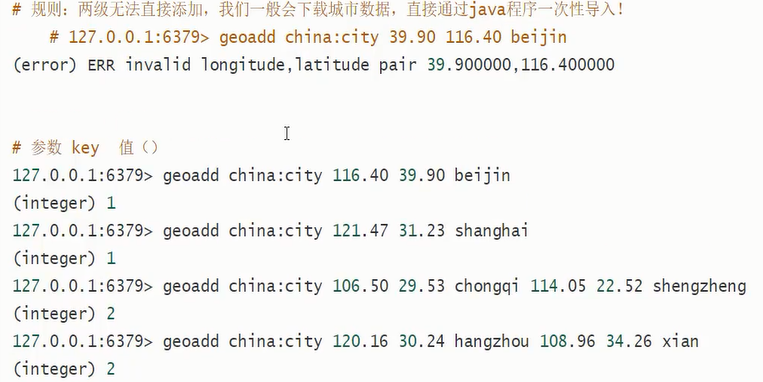 # 规则：两级无法直接添加，我们一般会下载城市数据，直接通过java程序一次性导入！
# 127.0.0.1:6379> geoadd china:city 39.90 116.40 beijin
(error) ERR invalid longitude,latitude pair 39.900000,116.400000
# 参数 key 值（）
127.0.0.1:6379> geoadd china:city 116.40 39.90 beijin
(integer) 1
127.0.0.1:6379> geoadd china:city 121.47 31.23 shanghai
(integer) 1
127.0.0.1:6379> geoadd china:city 106.50 29.53 chongqi 114.05 22.52 shengzheng
(integer) 2
127.0.0.1:6379> geoadd china:city 120.16 30.24 hangzhou 108.96 34.26 xian
(integer) 2